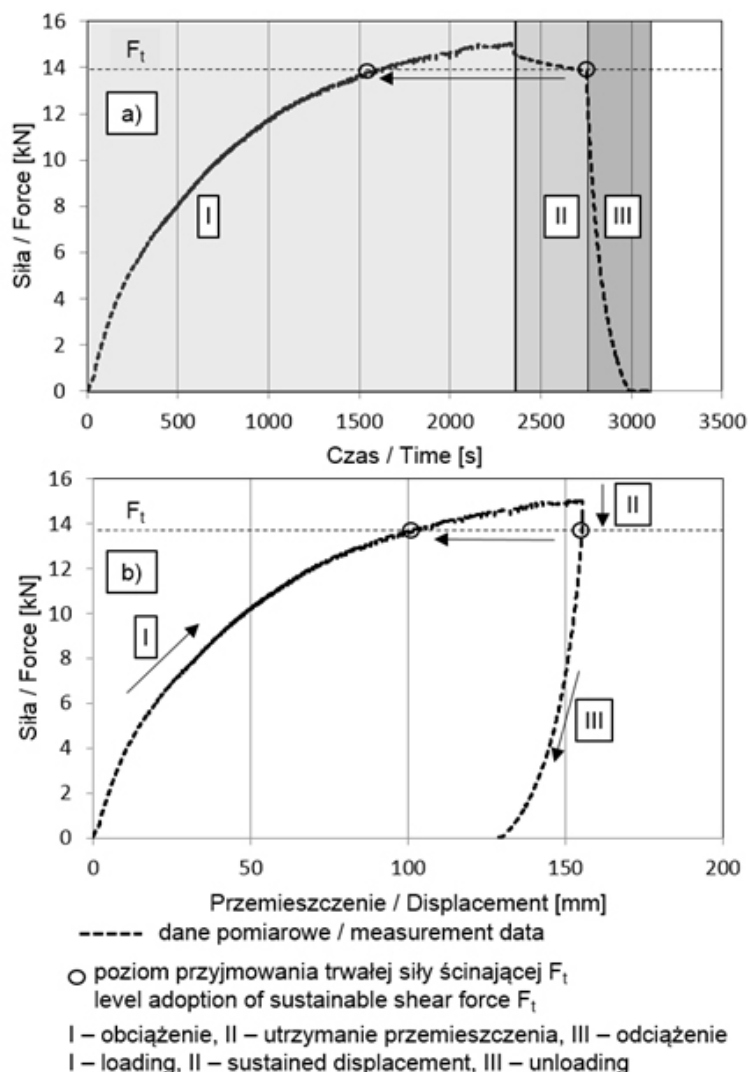 16
14
12
10
8
6
4
2
0
Siła / Force [kN]
Ft
a)
I
II
III
0 500 1000 1500 2000 2500 3000 3500
Czas / Time [s]
16
14
12
10
8
6
4
2
0
Siła / Force [kN]
Ft
b)
I
II
III
0 50 100 150 200
Przemieszczenie / Displacement [mm]
dane pomiarowe / measurement data
poziom przyjmowania trwałej siły ścinającej Ft
level adoption of sustainable shear force Ft
I – obciążenie, II – utrzymanie przemieszczenia, III – odciążenie
I – loading, II – sustained displacement, III – unloading